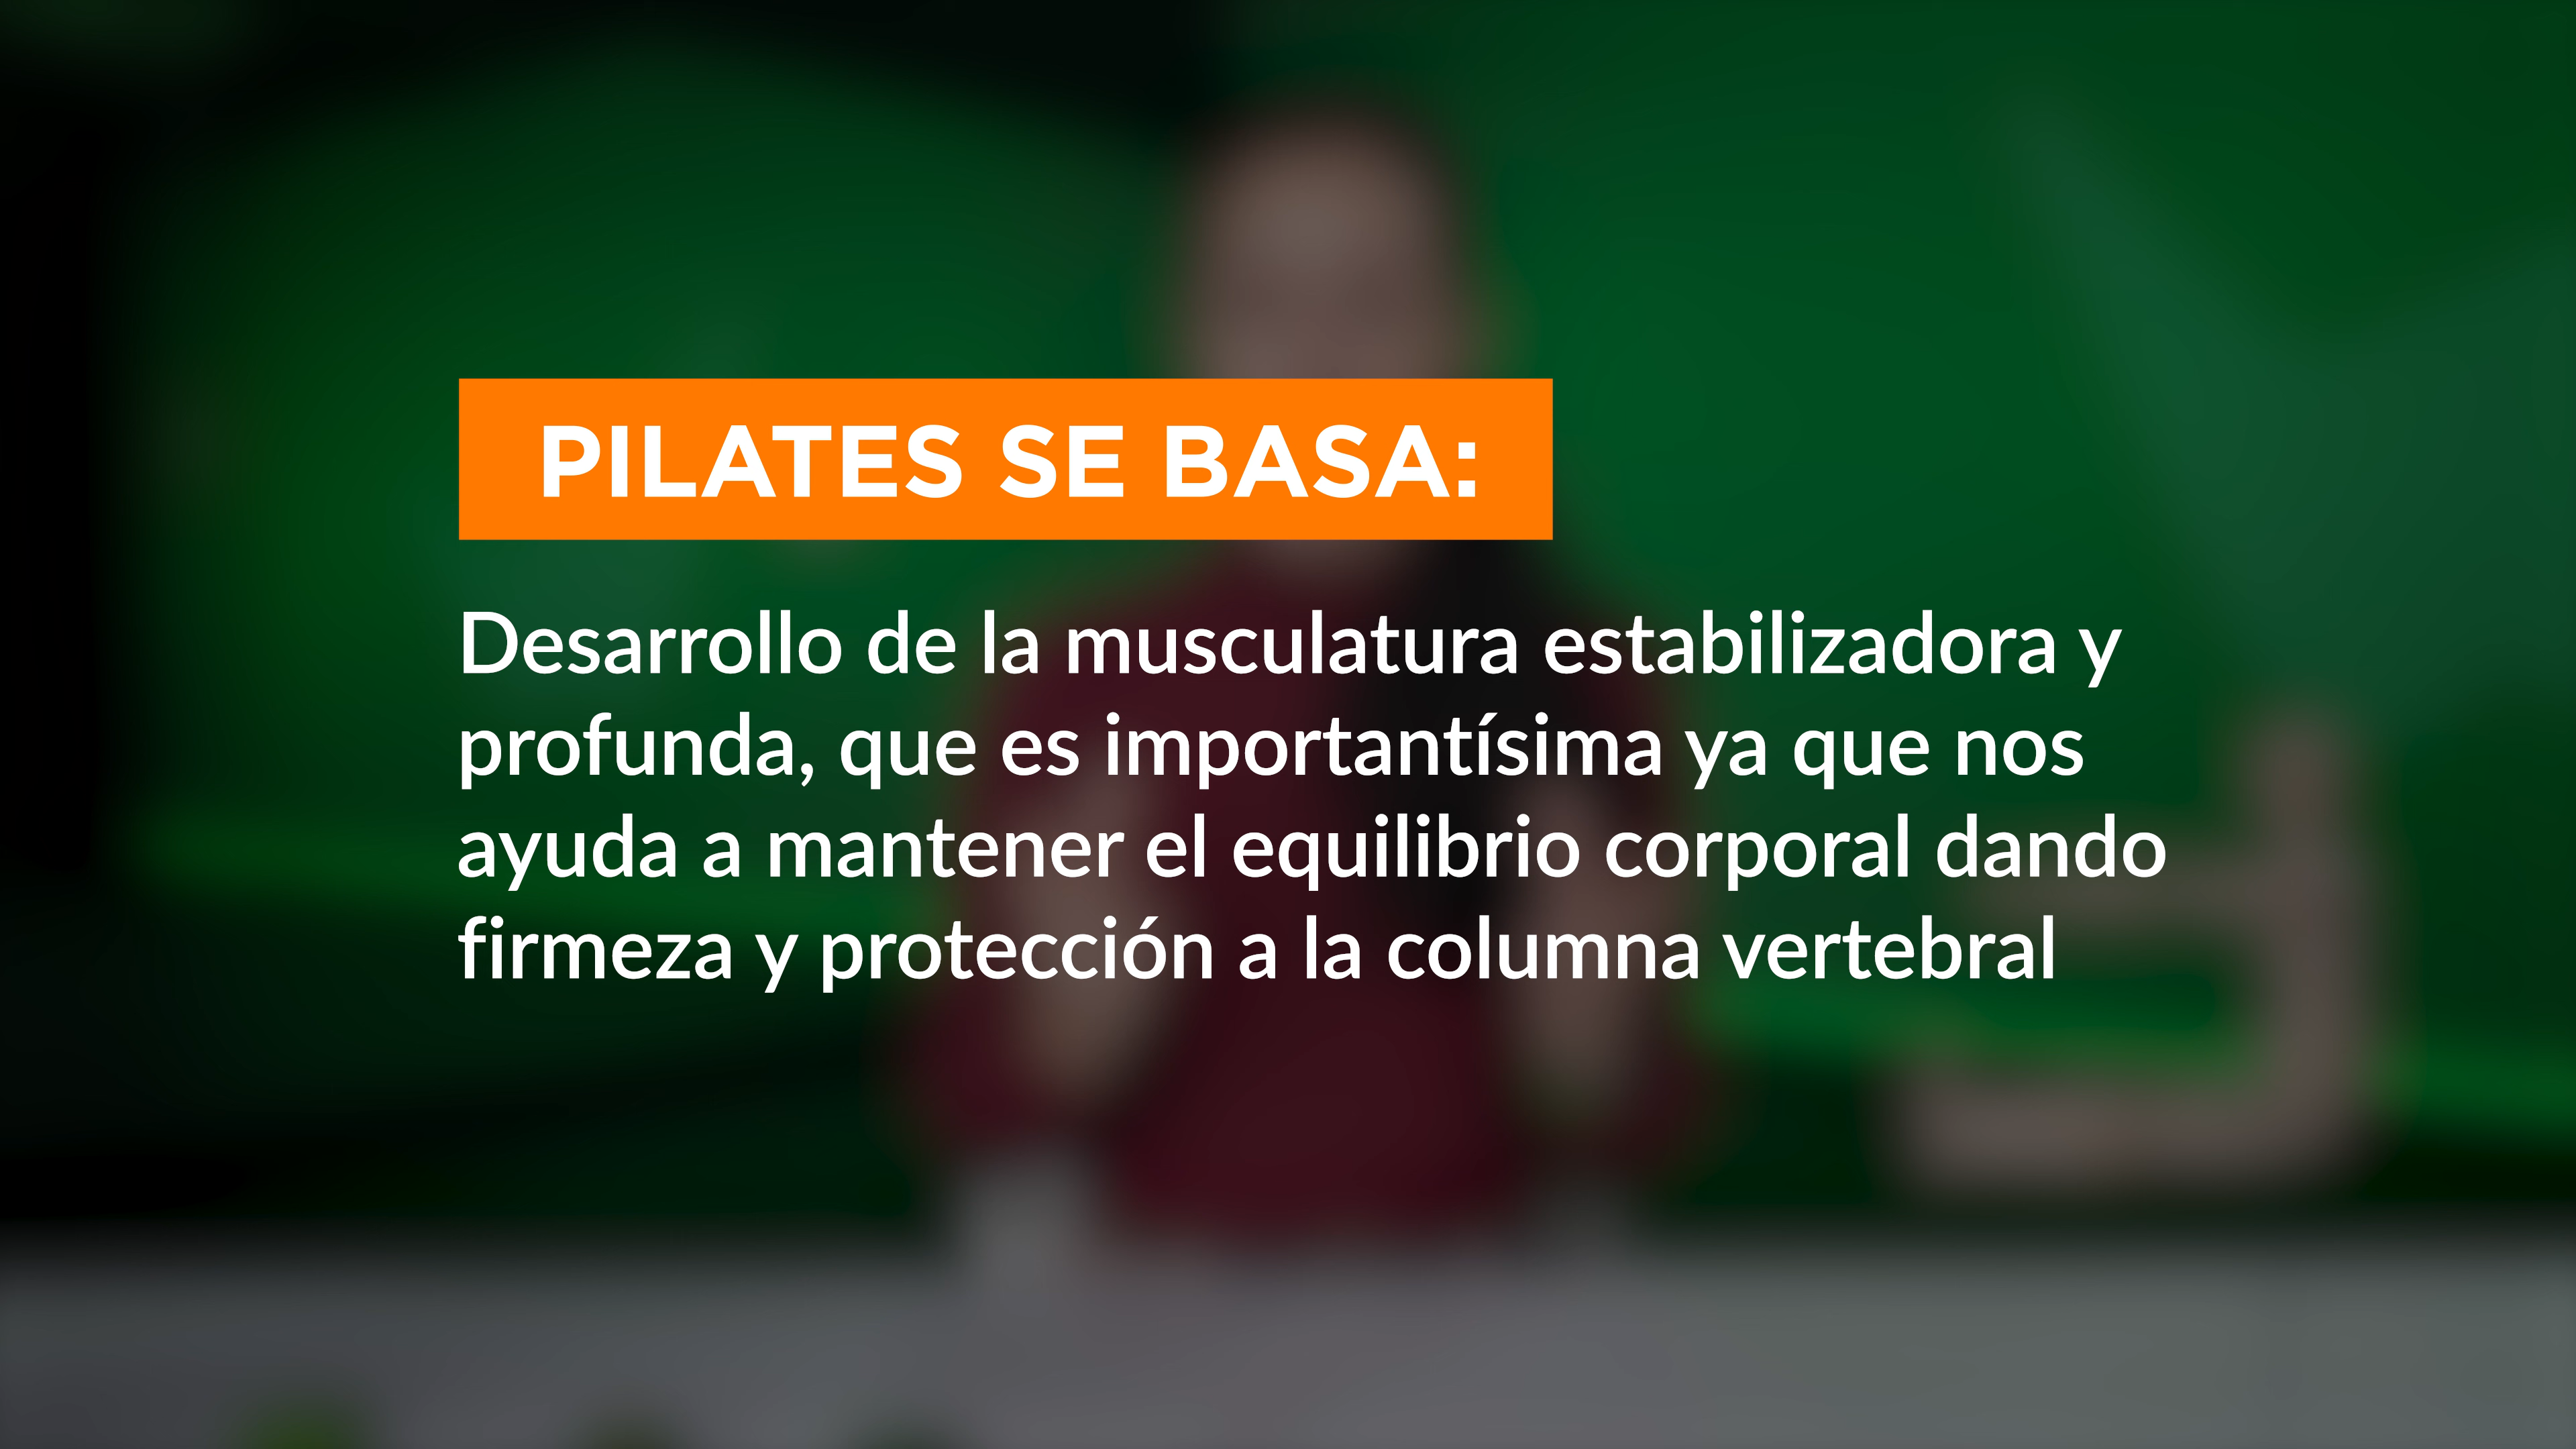 PILATES SE BASA:
Desarrollo de la musculatura estabilizadora y
profunda, que es importantísima ya que nos
ayuda a mantener el equilibrio corporal dando
firmeza y protección a la columna vertebral